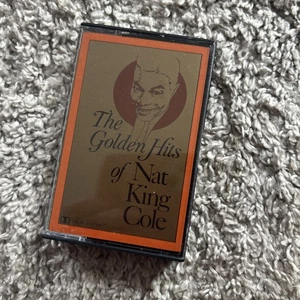 The
Golden Hits
of Nat
King
Cole